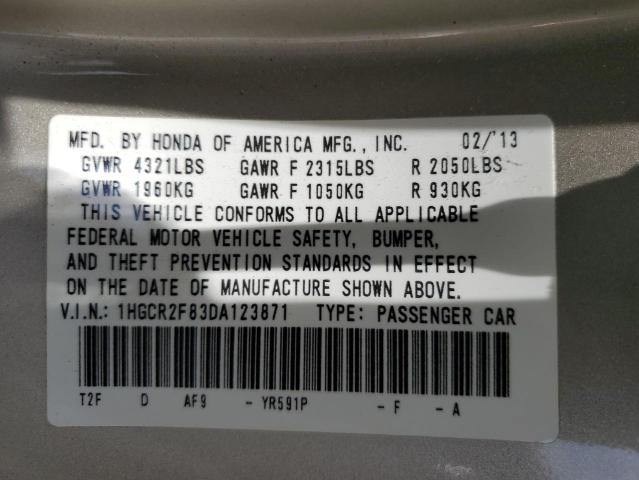 MFD. BY HONDA OF AMERICA MFG., INC. 02/'13
GVWR 4321LBS GAWR F 2315LBS R 2050LBS
GVWR 1960KG GAWR F 1050KG R 930KG
THIS VEHICLE CONFORMS TO ALL APPLICABLE
FEDERAL MOTOR VEHICLE SAFETY, BUMPER,
AND THEFT PREVENTION STANDARDS IN EFFECT
ON THE DATE OF MANUFACTURE SHOWN ABOVE.
V.I.N.: 1HGCR2F83DA123871 TYPE: PASSENGER CAR
T2F D AF9 - YR591P - F - A